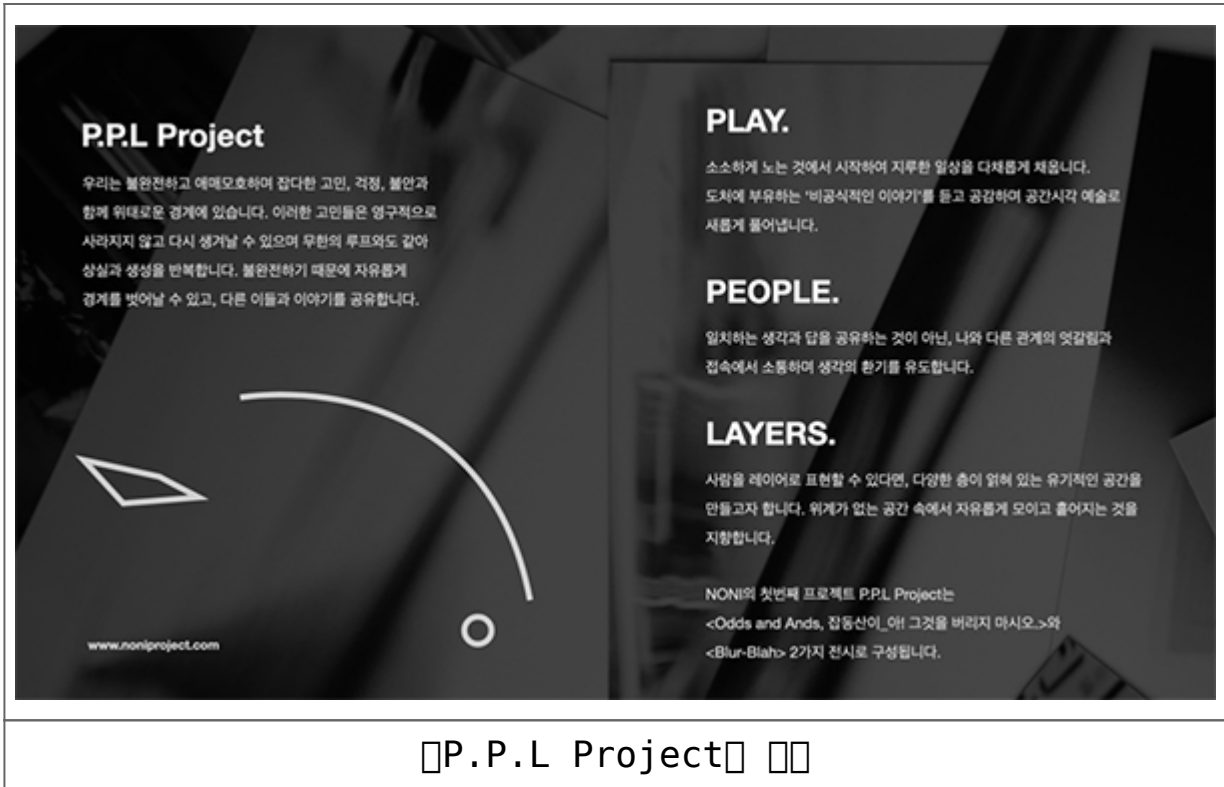 P.P.L Project
우리는 불완전하고 애매모호하며 잡다한 고민, 걱정, 불안과
함께 위태로운 경계에 있습니다. 이러한 고민들은 영구적으로
사라지지 않고 다시 생겨날 수 있으며 무한의 루프와도 같아
상실과 생성을 반복합니다. 불완전하기 때문에 자유롭게
경계를 벗어날 수 있고, 다른 이들과 이야기를 공유합니다.
www.noniproject.com
PLAY.
소소하게 노는 것에서 시작하여 지루한 일상을 다채롭게 채웁니다.
도처에 부유하는 ‘비공식적인 이야기’를 듣고 공감하며 공간시각 예술로
새롭게 풀어냅니다.
PEOPLE.
일치하는 생각과 답을 공유하는 것이 아닌, 나와 다른 관계의 엇갈림과
접속에서 소통하며 생각의 환기를 유도합니다.
LAYERS.
사람을 레이어로 표현할 수 있다면, 다양한 층이 얽혀 있는 유기적인 공간을
만들고자 합니다. 위계가 없는 공간 속에서 자유롭게 모이고 흩어지는 것을
지향합니다.
NONI의 첫번째 프로젝트 P.P.L Project는
<Odds and Ands, 잡동산이_아! 그것을 버리지 마시오.>와
<Blur-Blah> 2가지 전시로 구성됩니다.
P.P.L Project